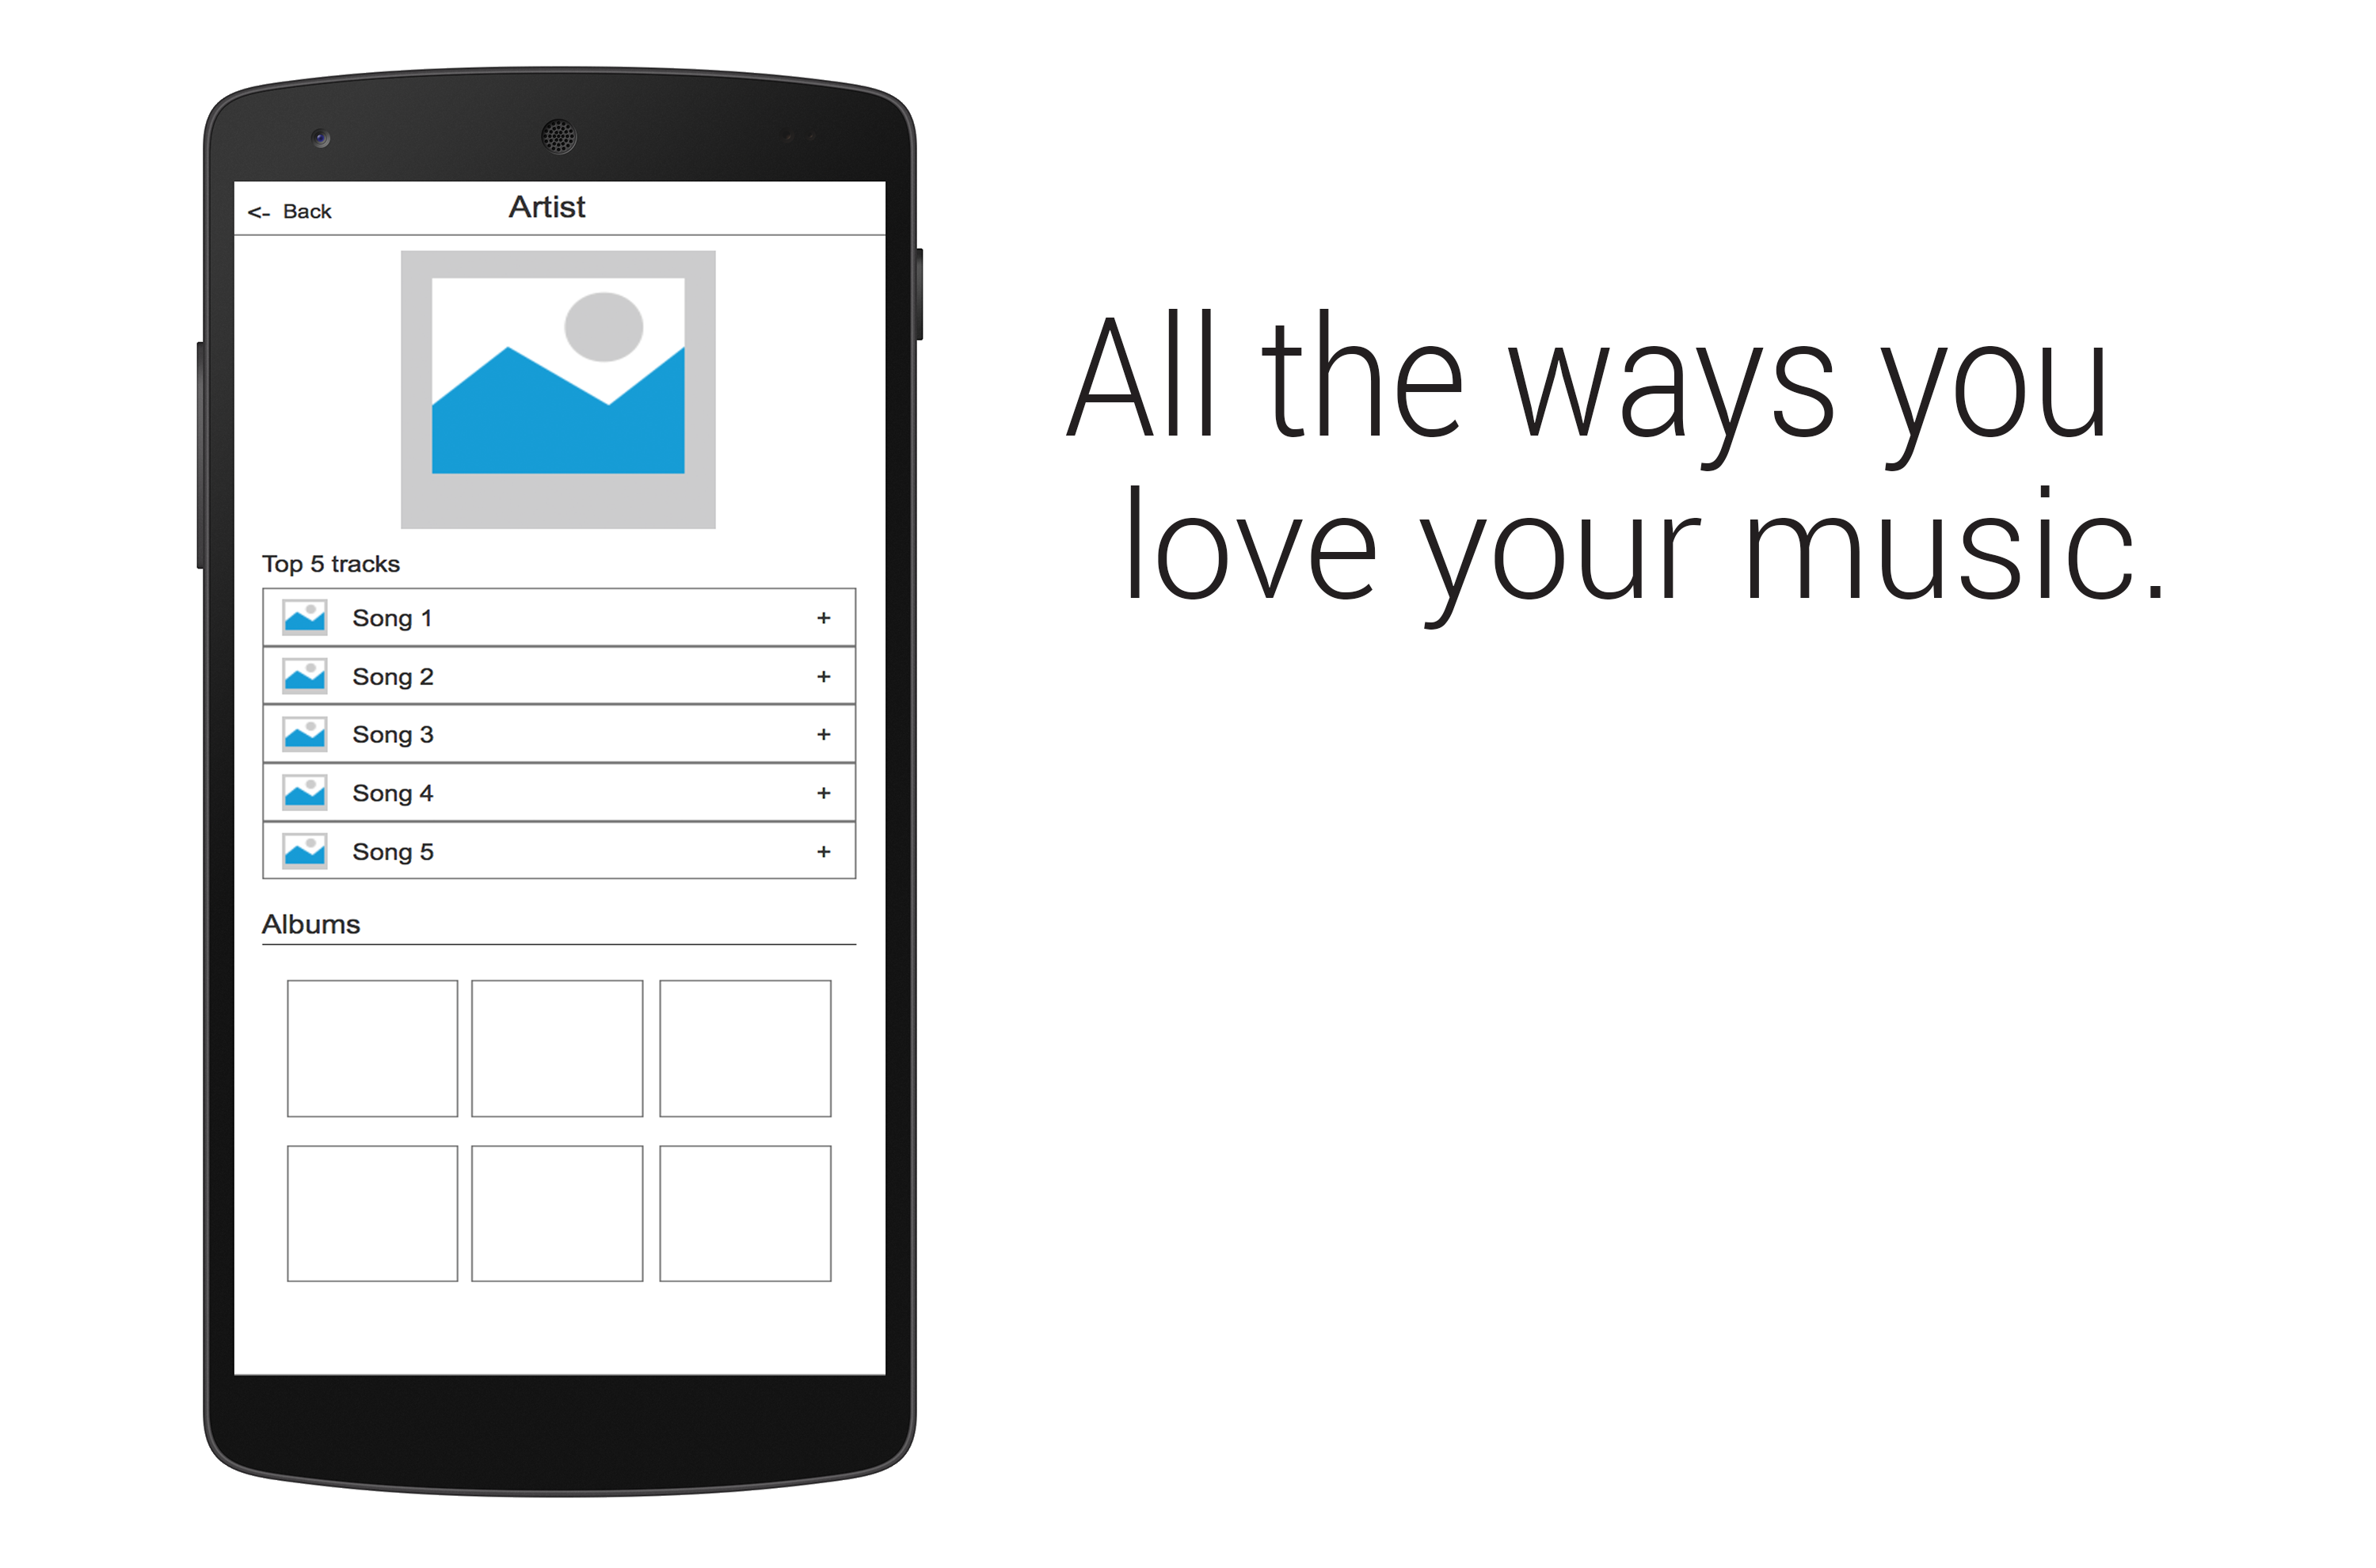 <- Back Artist
Top 5 tracks
Song 1 +
Song 2 +
Song 3 +
Song 4 +
Song 5 +
Albums
All the ways you
love your music.